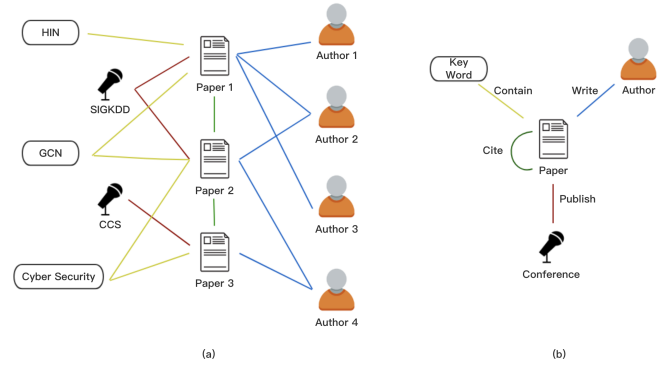 HIN
SIGKDD
GCN
CCS
Cyber Security
Paper 1
Paper 2
Paper 3
Author 1
Author 2
Author 3
Author 4
(a)
Key
Word
Contain
Write
Author
Cite
Paper
Publish
Conference
(b)